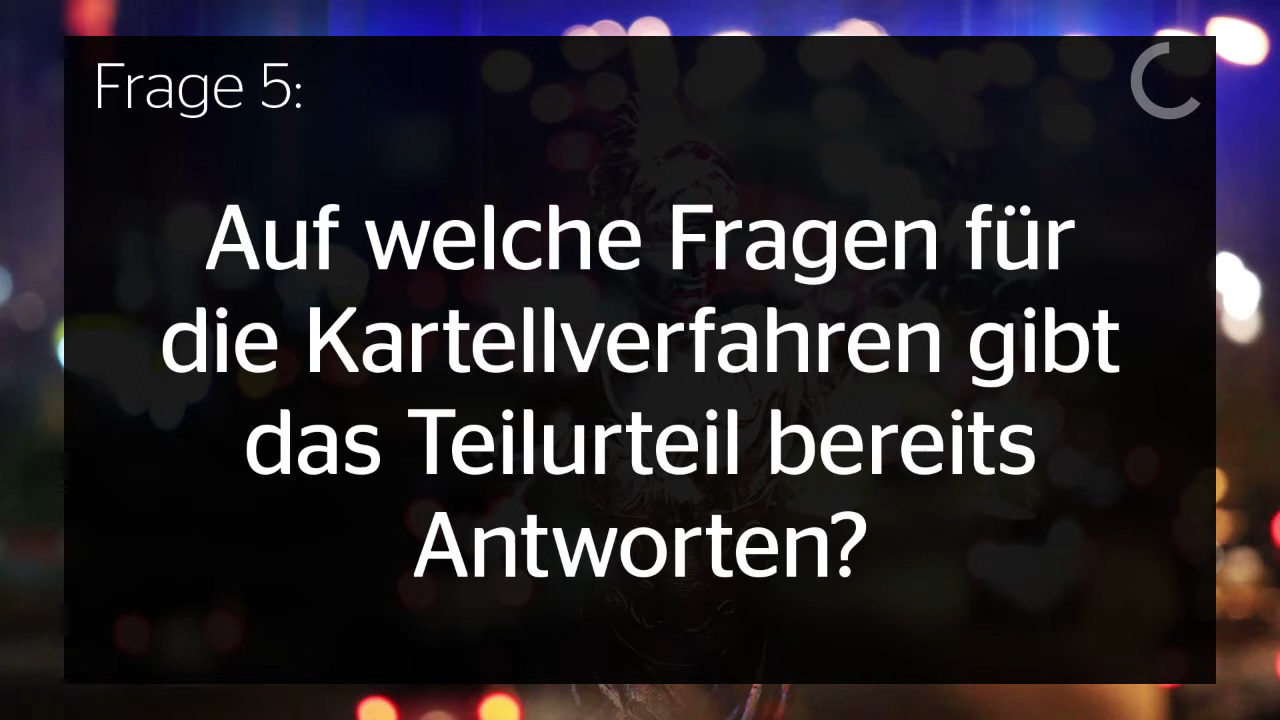 Frage 5:
Auf welche Fragen für
die Kartellverfahren gibt
das Teilurteil bereits
Antworten?